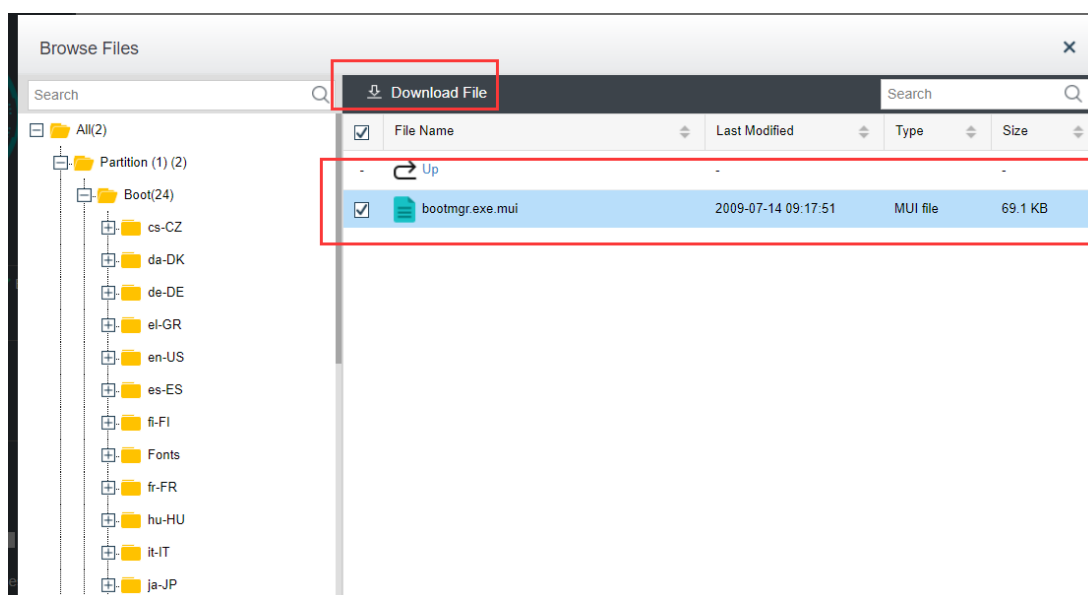 Browse Files
Search
Download File
Search
All(2)
File Name Last Modified Type Size
Partition (1) (2)
- Up - -
Boot(24)
bootmgr.exe.mui 2009-07-14 09:17:51 MUI file 69.1 KB
cs-CZ
da-DK
de-DE
el-GR
en-US
es-ES
fi-FI
Fonts
fr-FR
hu-HU
it-IT
ja-JP